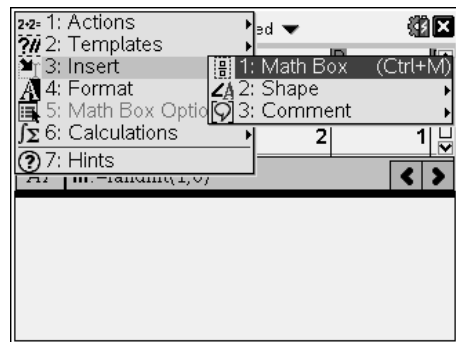 1: Actions
2: Templates
3: Insert
4: Format
5: Math Box Optio
6: Calculations
7: Hints
1: Math Box (Ctrl+M)
2: Shape
3: Comment
ed
2 1